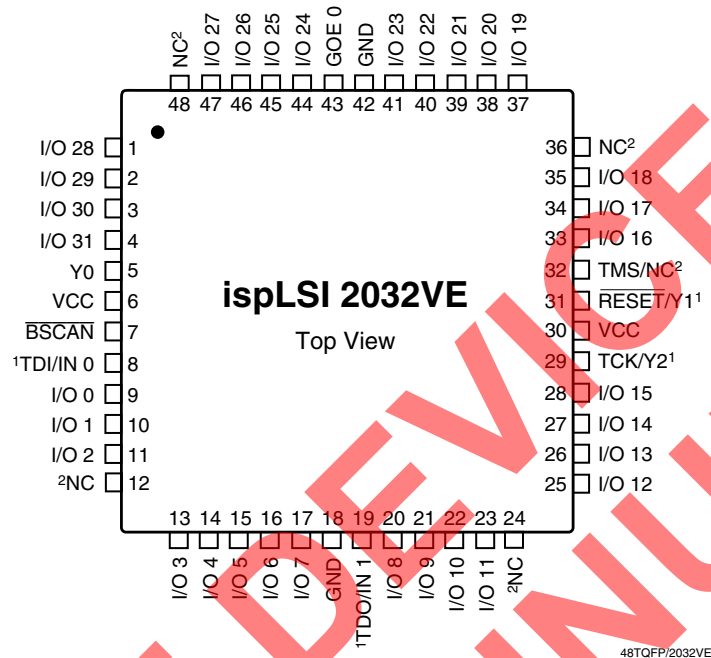 NC²
I/O 27
I/O 26
I/O 25
I/O 24
GOE 0
GND
I/O 23
I/O 22
I/O 21
I/O 20
I/O 19
48 47 46 45 44 43 42 41 40 39 38 37
I/O 28 1
I/O 29 2
I/O 30 3
I/O 31 4
Y0 5
VCC 6
BSCAN 7
¹TDI/IN 0 8
I/O 0 9
I/O 1 10
I/O 2 11
²NC 12
ispLSI 2032VE
Top View
36 NC²
35 I/O 18
34 I/O 17
33 I/O 16
32 TMS/NC²
31 RESET/Y1¹
30 VCC
29 TCK/Y2¹
28 I/O 15
27 I/O 14
26 I/O 13
25 I/O 12
13 14 15 16 17 18 19 20 21 22 23 24
I/O 3
I/O 4
I/O 5
I/O 6
I/O 7
GND
¹TDO/IN 1
I/O 8
I/O 9
I/O 10
I/O 11
²NC
48TQFP/2032VE
DEVICE